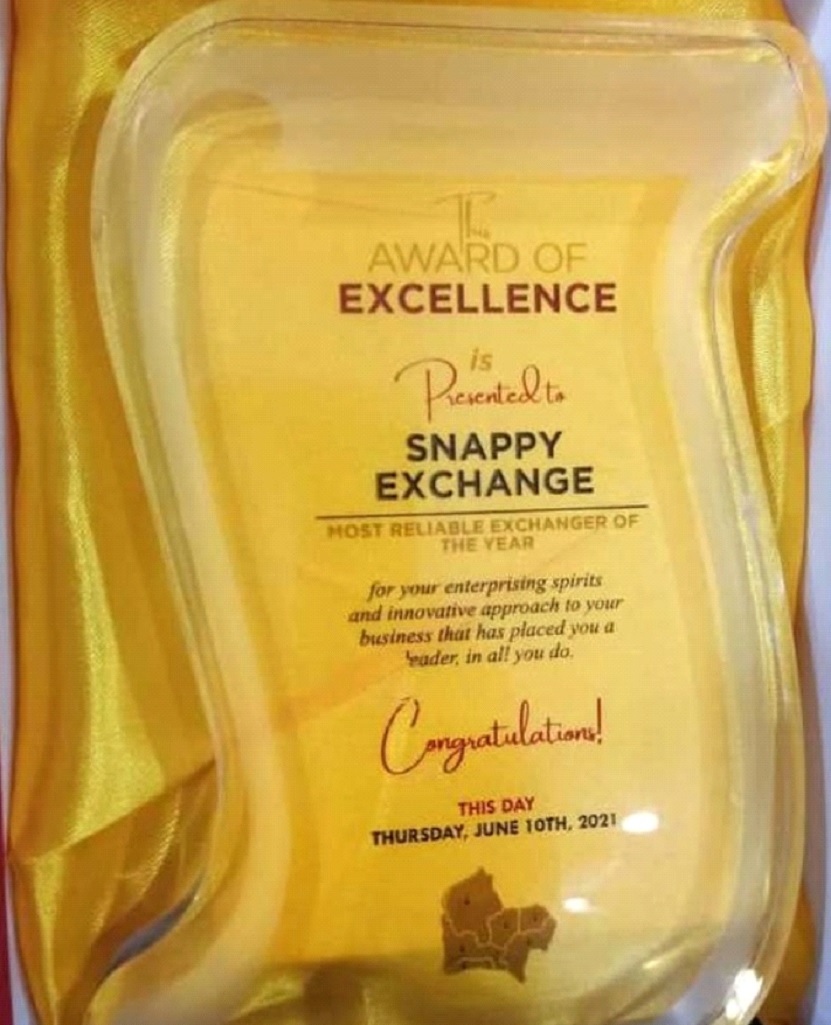 This
AWARD OF
EXCELLENCE
is
Presented to
SNAPPY
EXCHANGE
MOST RELIABLE EXCHANGER OF
THE YEAR
for your enterprising spirits
and innovative approach to your
business that has placed you a
leader, in all you do.
Congratulations!
THIS DAY
THURSDAY, JUNE 10TH, 2021